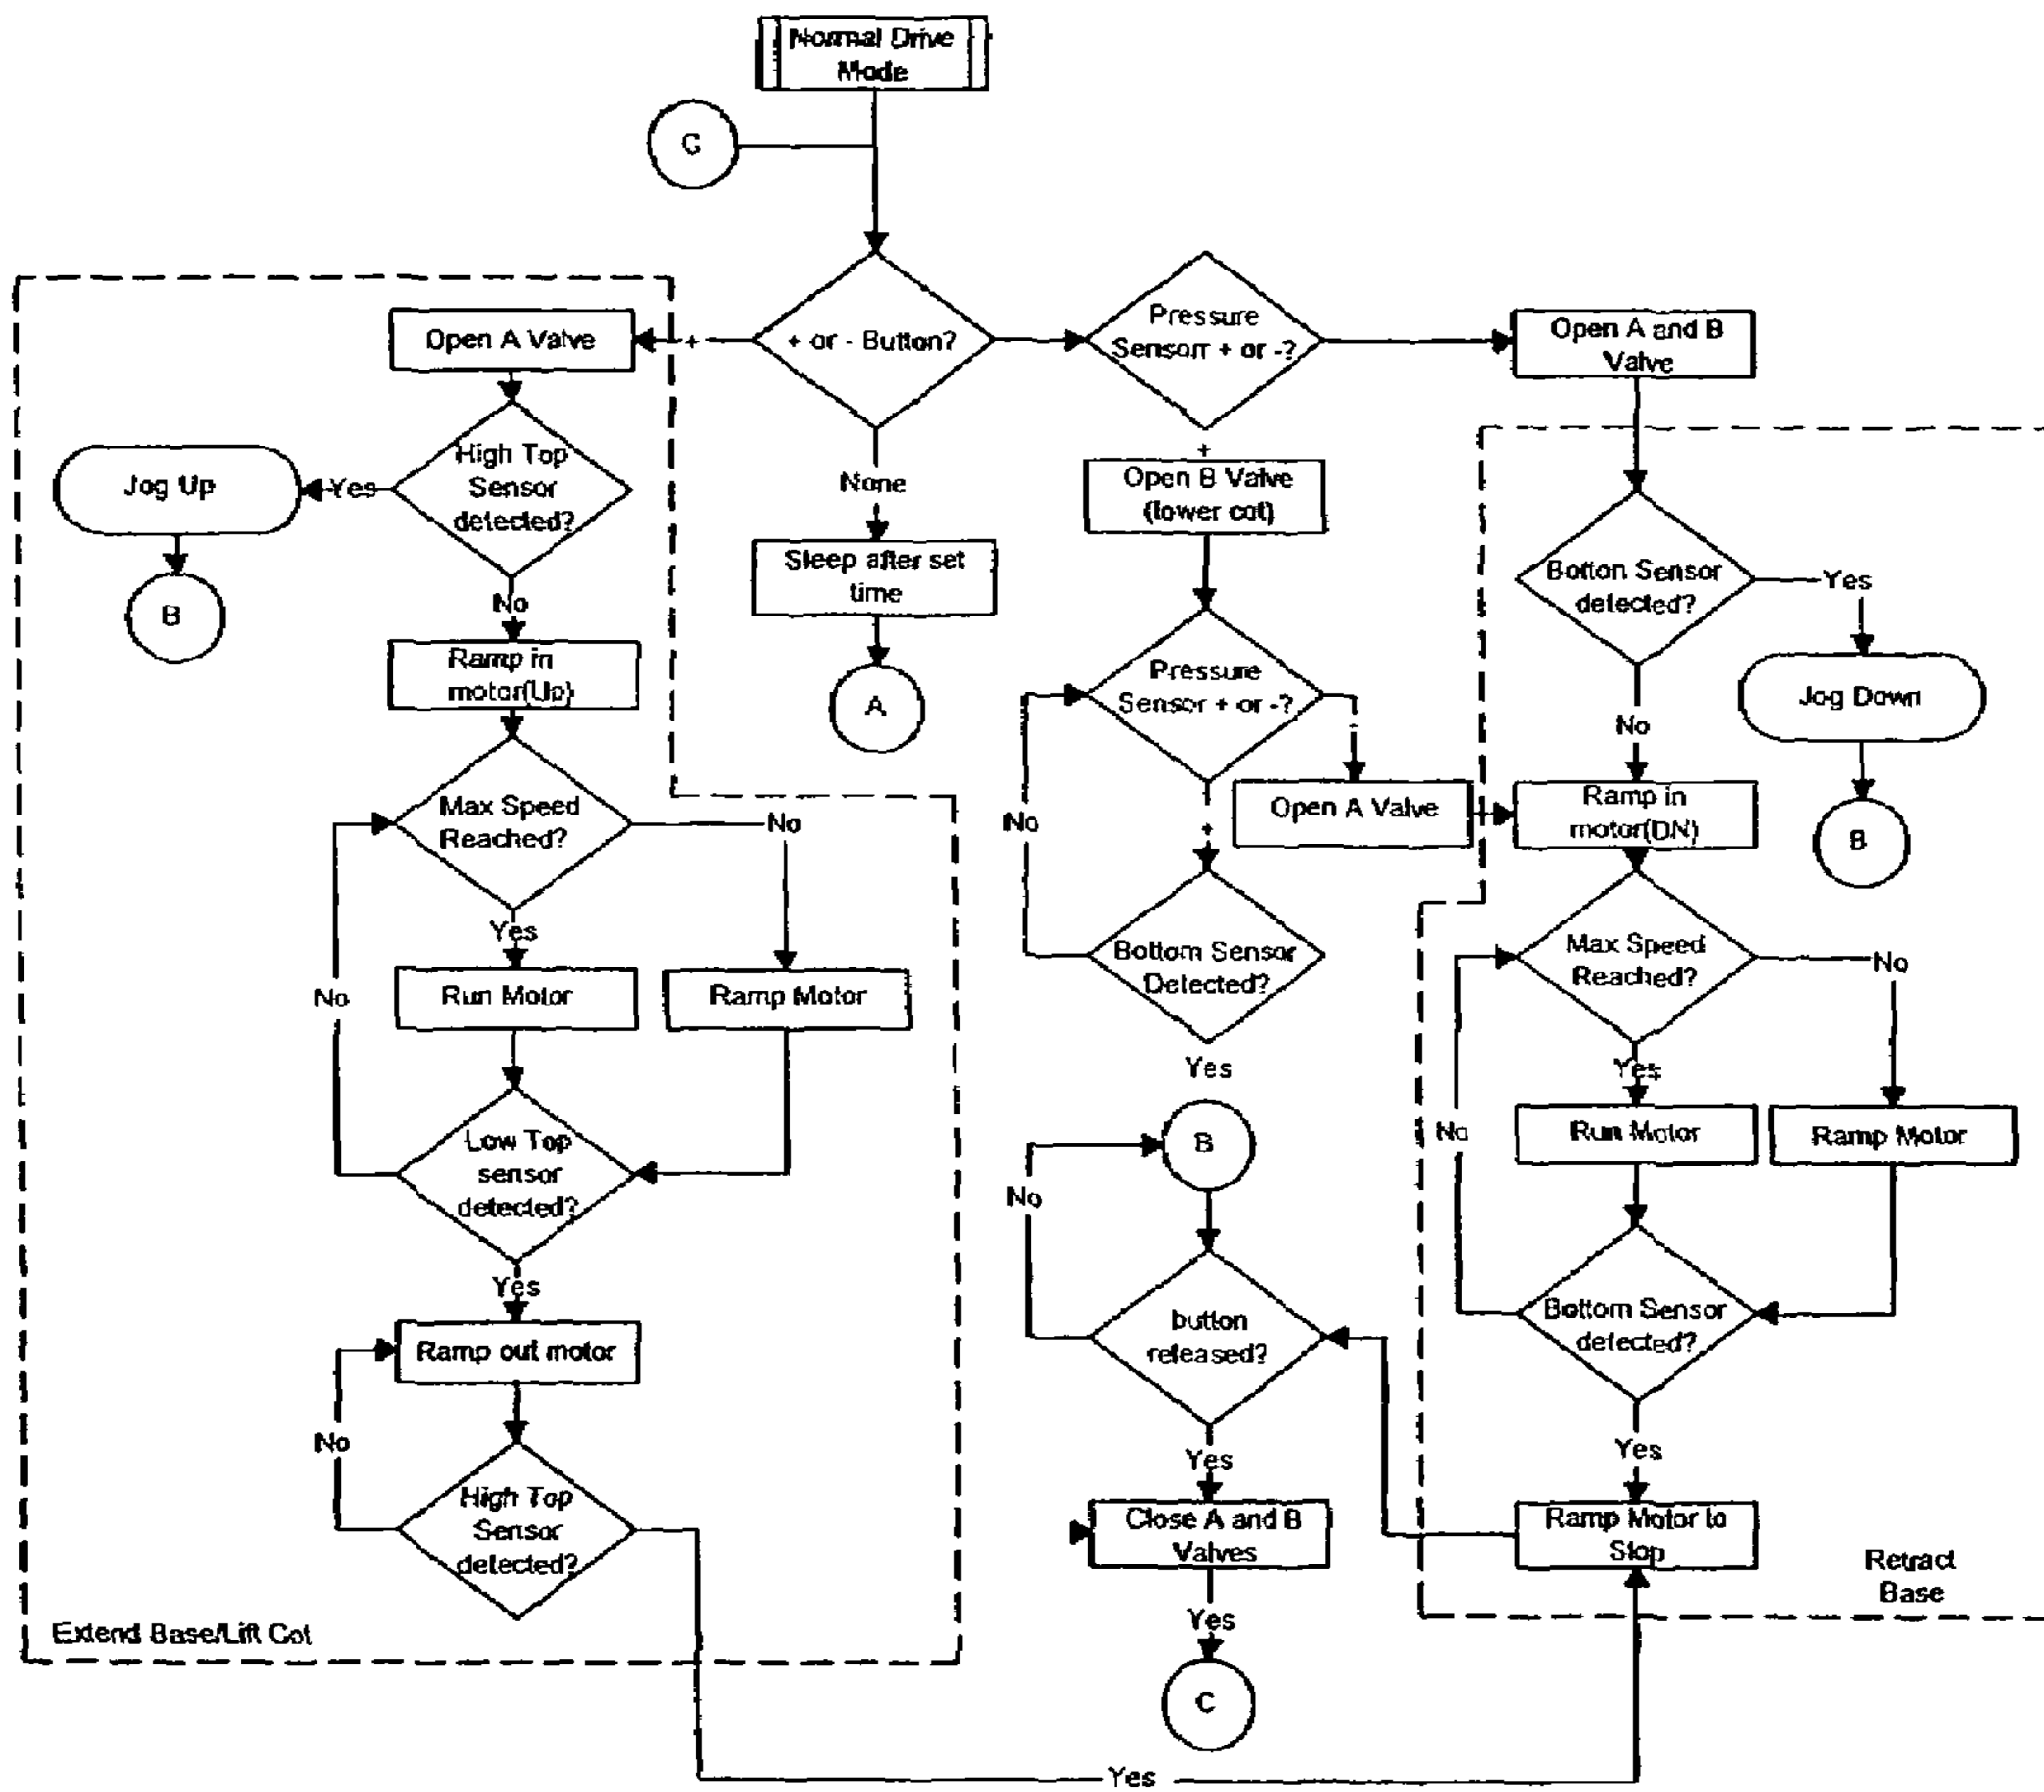 Normal Drive
Mode
G
+ or - Button?
+
None
Sleep after set
time
A
Open A Valve
High Top
Sensor
detected?
Yes
Jog Up
B
No
Ramp in
motor(Up)
Max Speed
Reached?
No
Yes
Run Motor
Ramp Motor
No
Low Top
sensor
detected?
Yes
Ramp out motor
No
High Top
Sensor
detected?
Extend Base/Lift Cot
Yes
Pressure
Sensorr + or -?
+
Open B Valve
(lower cot)
Pressure
Sensor + or -?
-
+
Open A Valve
No
Bottom Sensor
Detected?
Yes
B
No
button
released?
Yes
Close A and B
Valves
Yes
C
Open A and B
Valve
Botton Sensor
detected?
Yes
Jog Down
B
No
Ramp in
motor(DN)
Max Speed
Reached?
No
Yes
Run Motor
Ramp Motor
No
Bottom Sensor
detected?
Yes
Ramp Motor to
Stop
Retract
Base